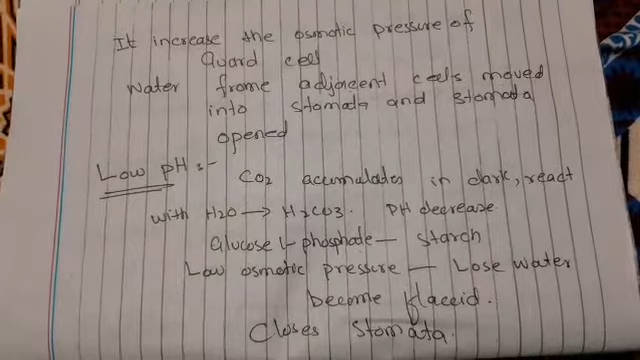 It increase the osmotic pressure of
Guard cell
Water frome adjacent cells moved
into stomata and stomata
opened
Low pH :-
CO2 accumalates in dark, react
with H2O → H2CO3. PH decrease
Glucose 1-phosphate — starch
Low osmotic pressure — Lose water
become flaccid.
Closes stomata.